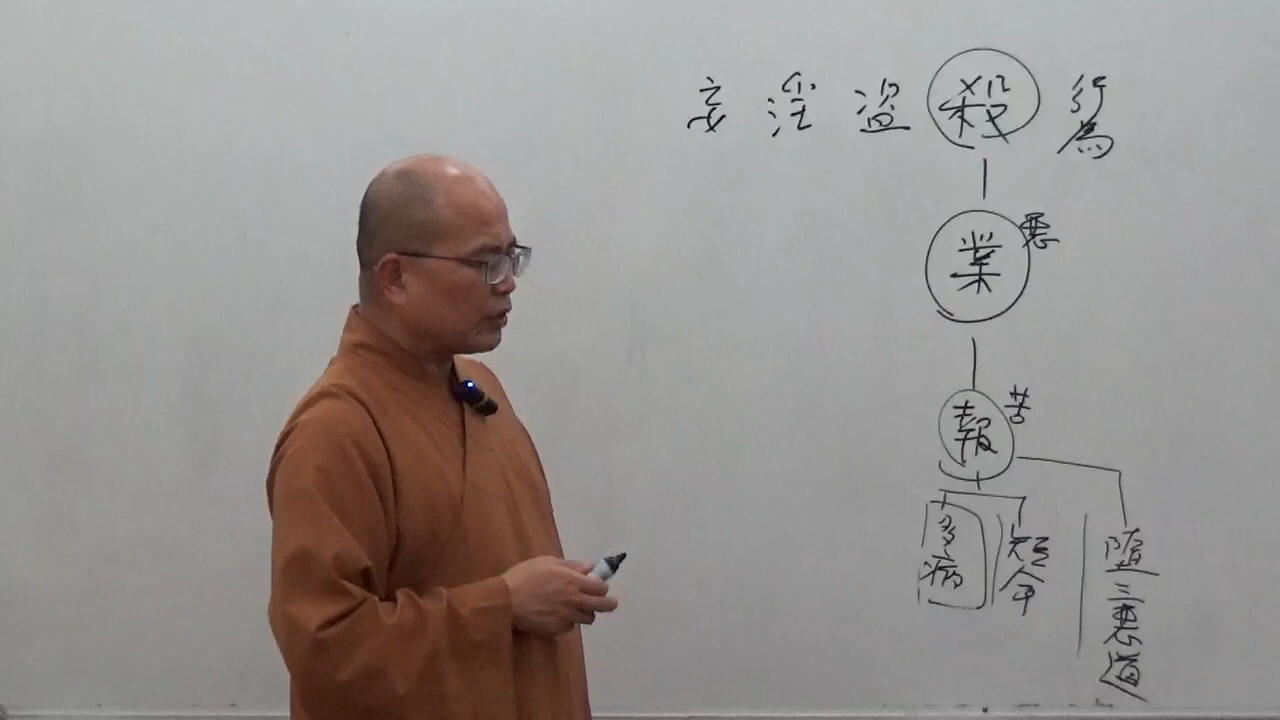 行為
殺
盜
淫
妄
業
惡
報
苦
墮三惡道
短命
多病